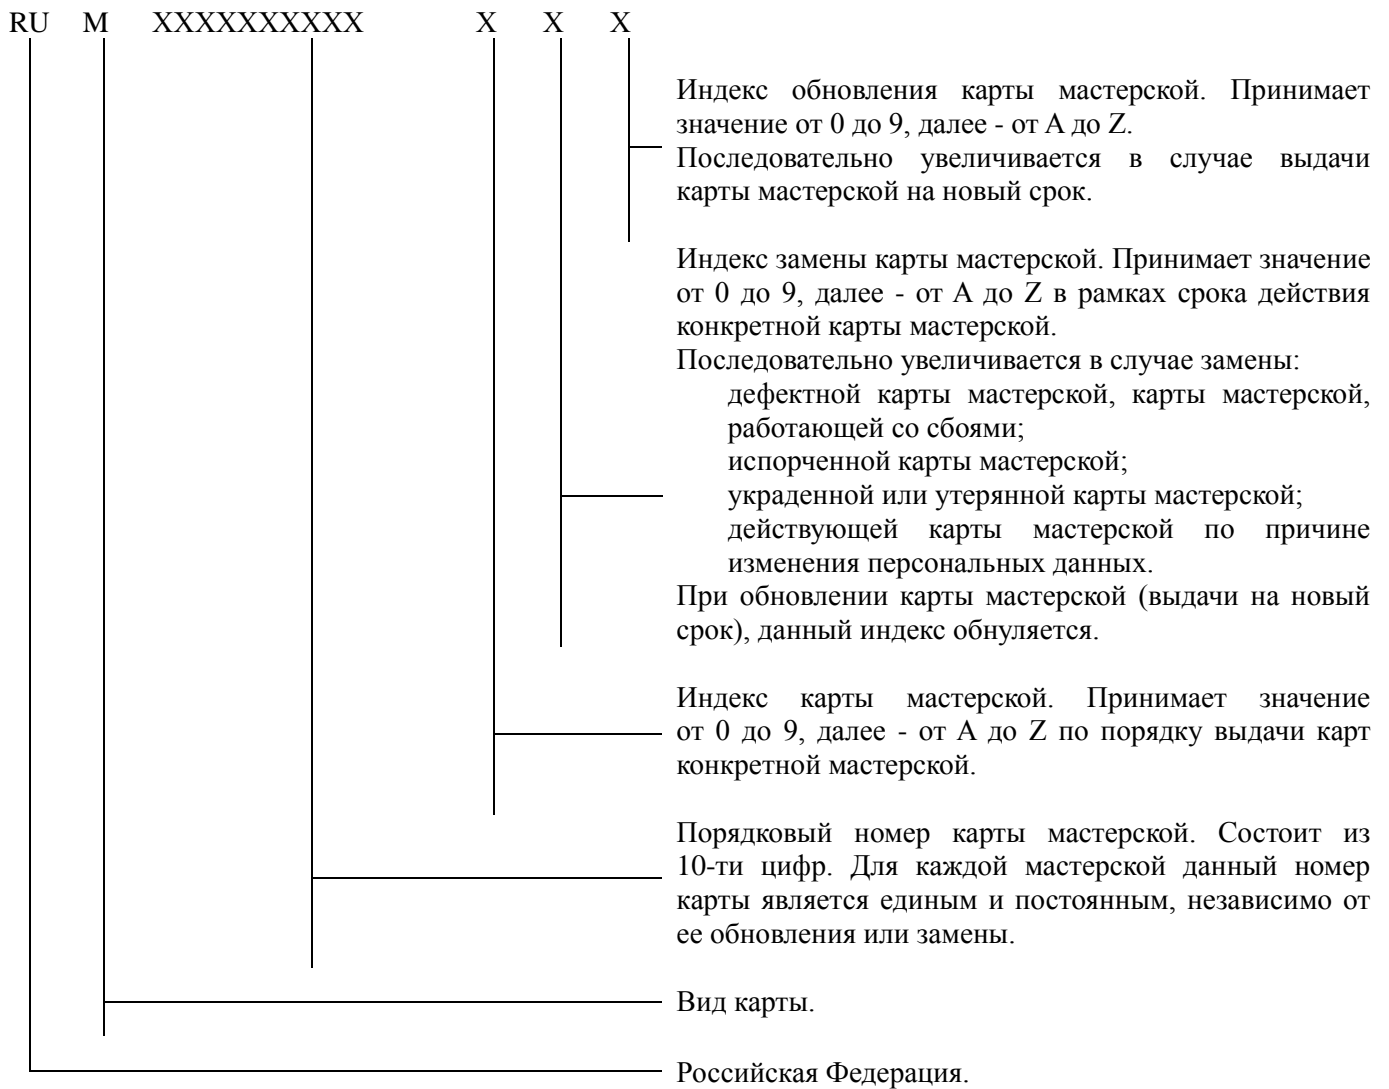 RU M XXXXXXXXXX X X X
Индекс обновления карты мастерской. Принимает
значение от 0 до 9, далее - от A до Z.
Последовательно увеличивается в случае выдачи
карты мастерской на новый срок.
Индекс замены карты мастерской. Принимает значение
от 0 до 9, далее - от A до Z в рамках срока действия
конкретной карты мастерской.
Последовательно увеличивается в случае замены:
дефектной карты мастерской, карты мастерской,
работающей со сбоями;
испорченной карты мастерской;
украденной или утерянной карты мастерской;
действующей карты мастерской по причине
изменения персональных данных.
При обновлении карты мастерской (выдачи на новый
срок), данный индекс обнуляется.
Индекс карты мастерской. Принимает значение
от 0 до 9, далее - от A до Z по порядку выдачи карт
конкретной мастерской.
Порядковый номер карты мастерской. Состоит из
10-ти цифр. Для каждой мастерской данный номер
карты является единым и постоянным, независимо от
ее обновления или замены.
Вид карты.
Российская Федерация.